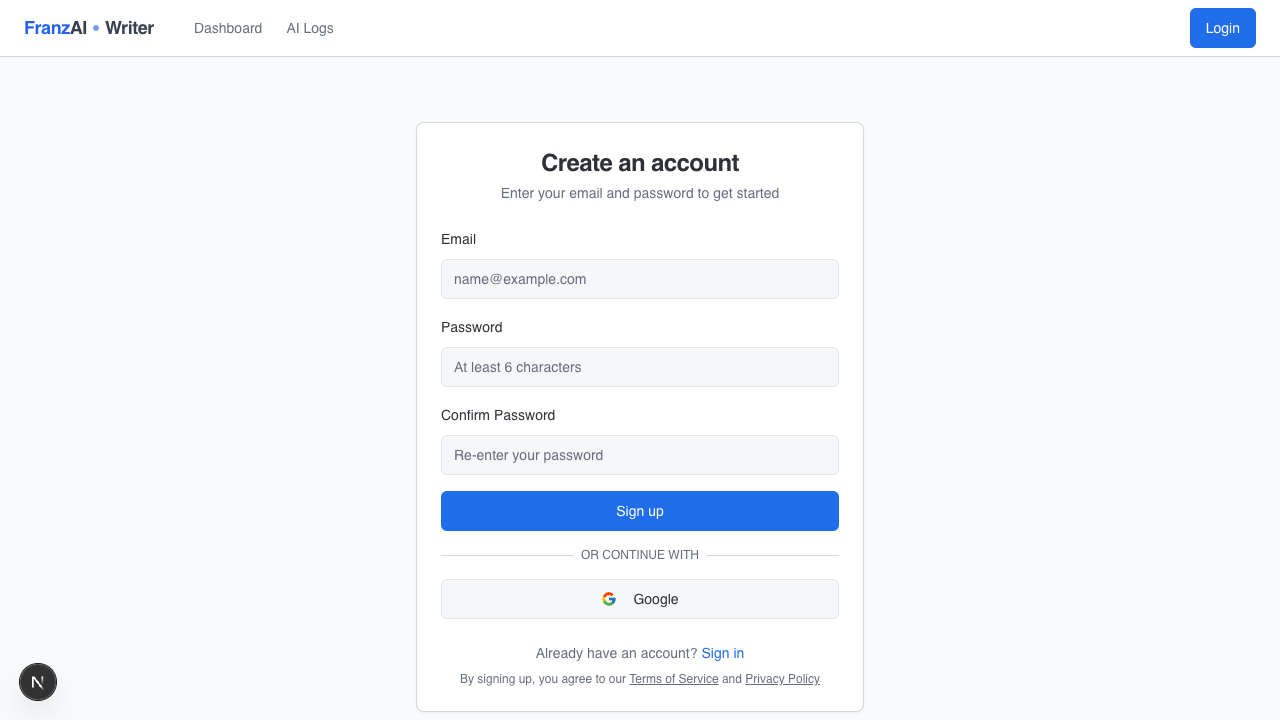 FranzAI • Writer Dashboard AI Logs Login
Create an account
Enter your email and password to get started
Email
name@example.com
Password
At least 6 characters
Confirm Password
Re-enter your password
Sign up
OR CONTINUE WITH
Google
Already have an account? Sign in
By signing up, you agree to our Terms of Service and Privacy Policy
N